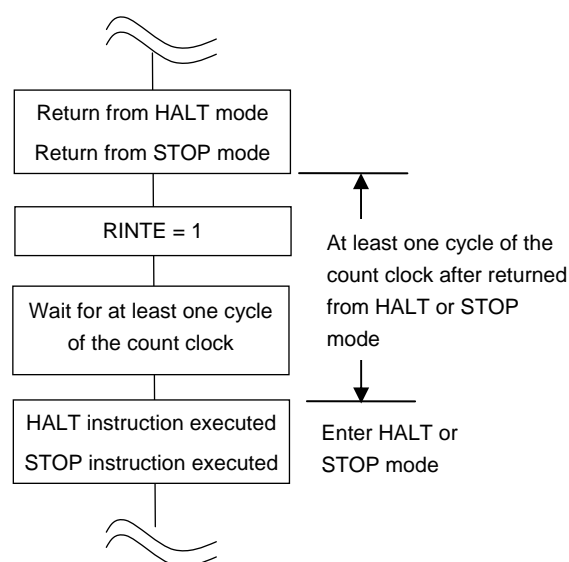 Return from HALT mode
Return from STOP mode
RINTE = 1
Wait for at least one cycle
of the count clock
HALT instruction executed
STOP instruction executed
At least one cycle of the
count clock after returned
from HALT or STOP
mode
Enter HALT or
STOP mode